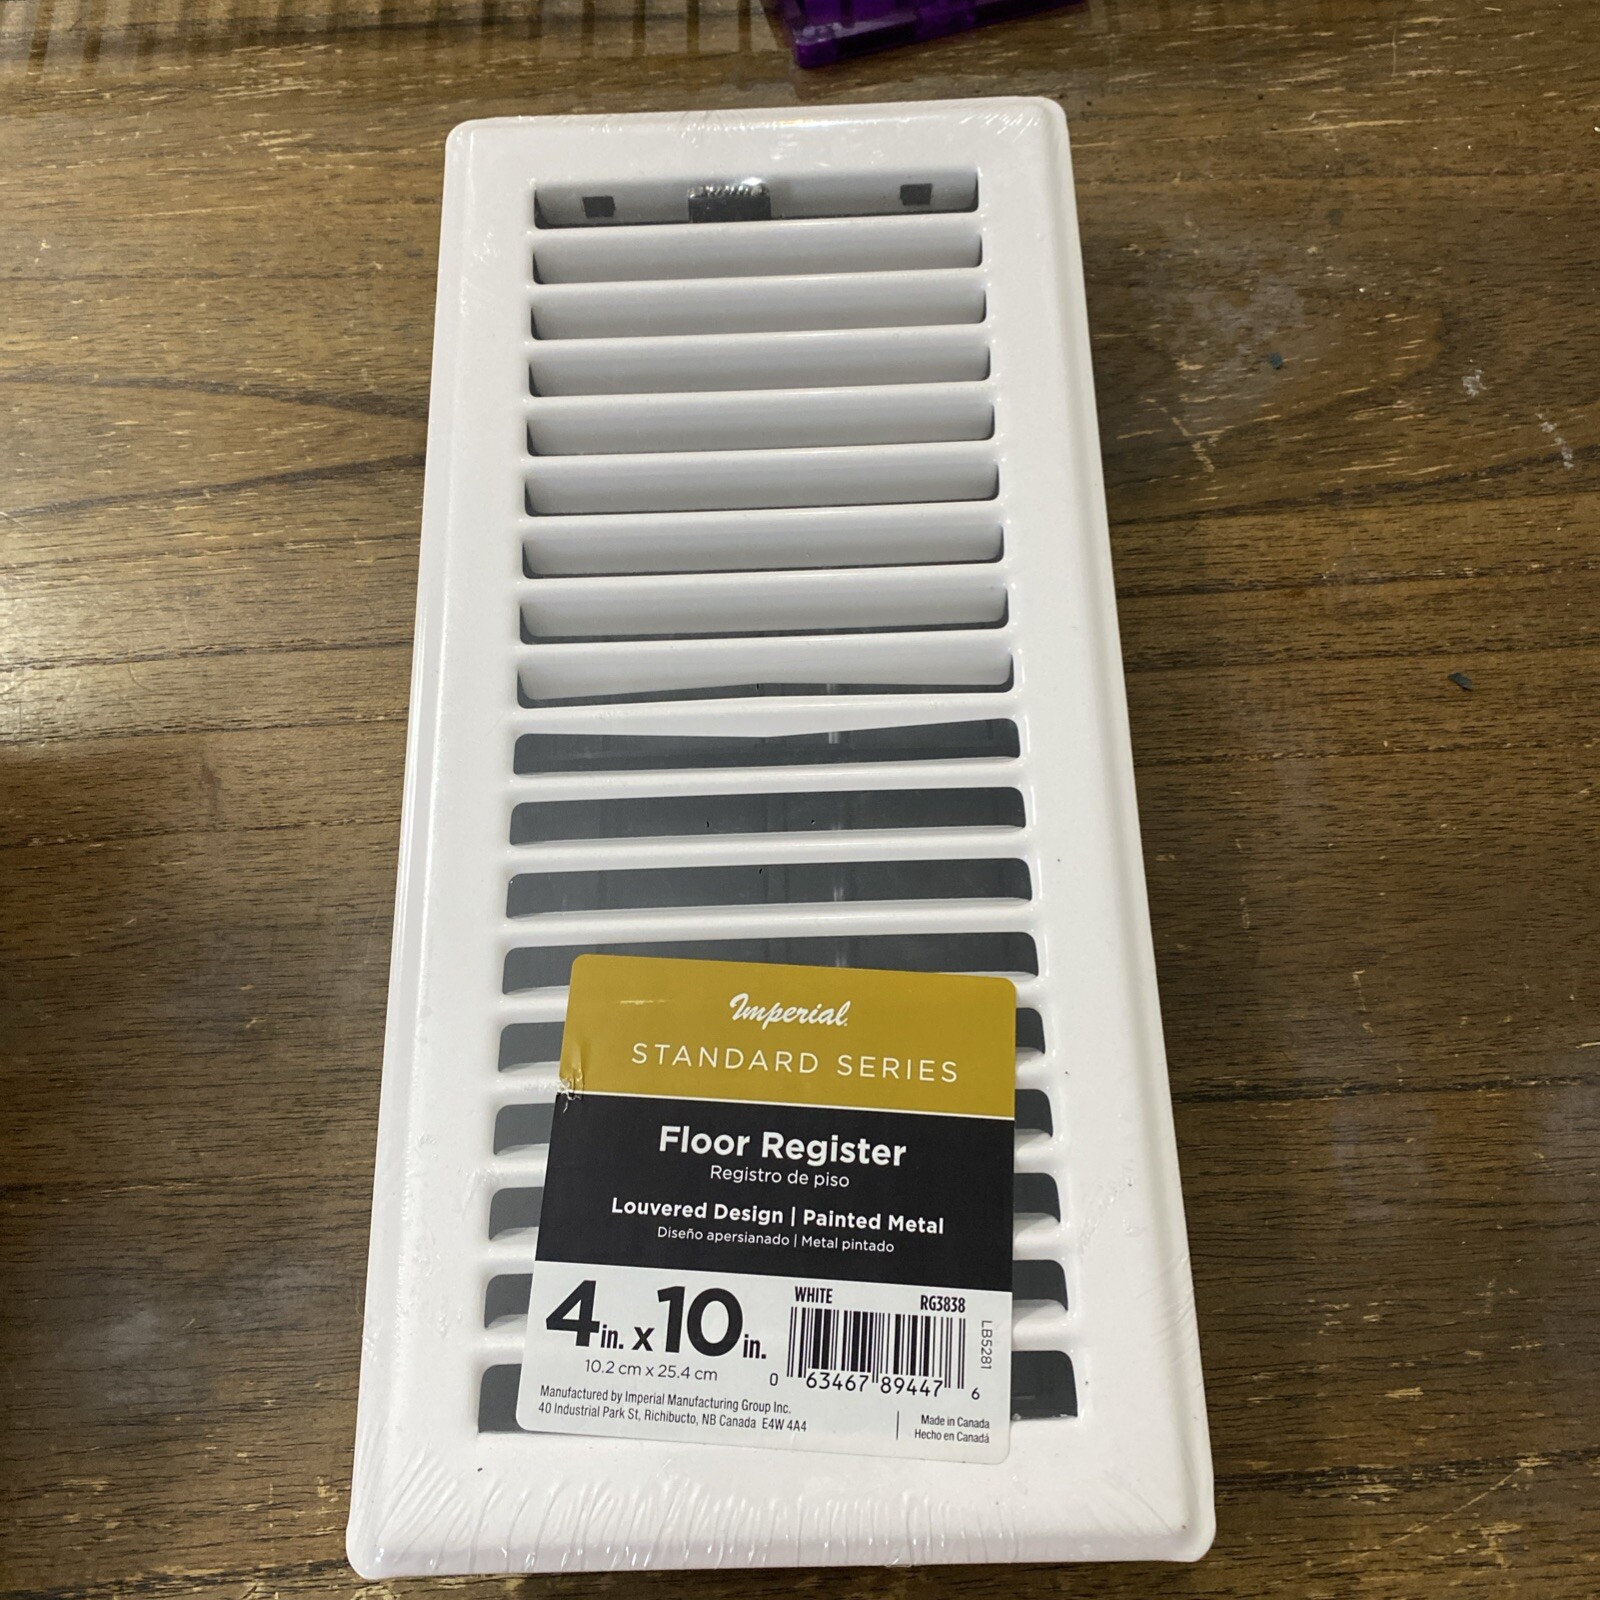 Imperial
STANDARD SERIES
Floor Register
Registro de piso
Louvered Design | Painted Metal
Diseño apersianado | Metal pintado
4in. x 10in.
10.2 cm x 25.4 cm
WHITE RG3838
LB5281
0 63467 89447 6
Manufactured by Imperial Manufacturing Group Inc.
40 Industrial Park St, Richibucto, NB Canada E4W 4A4
Made in Canada
Hecho en Canadá